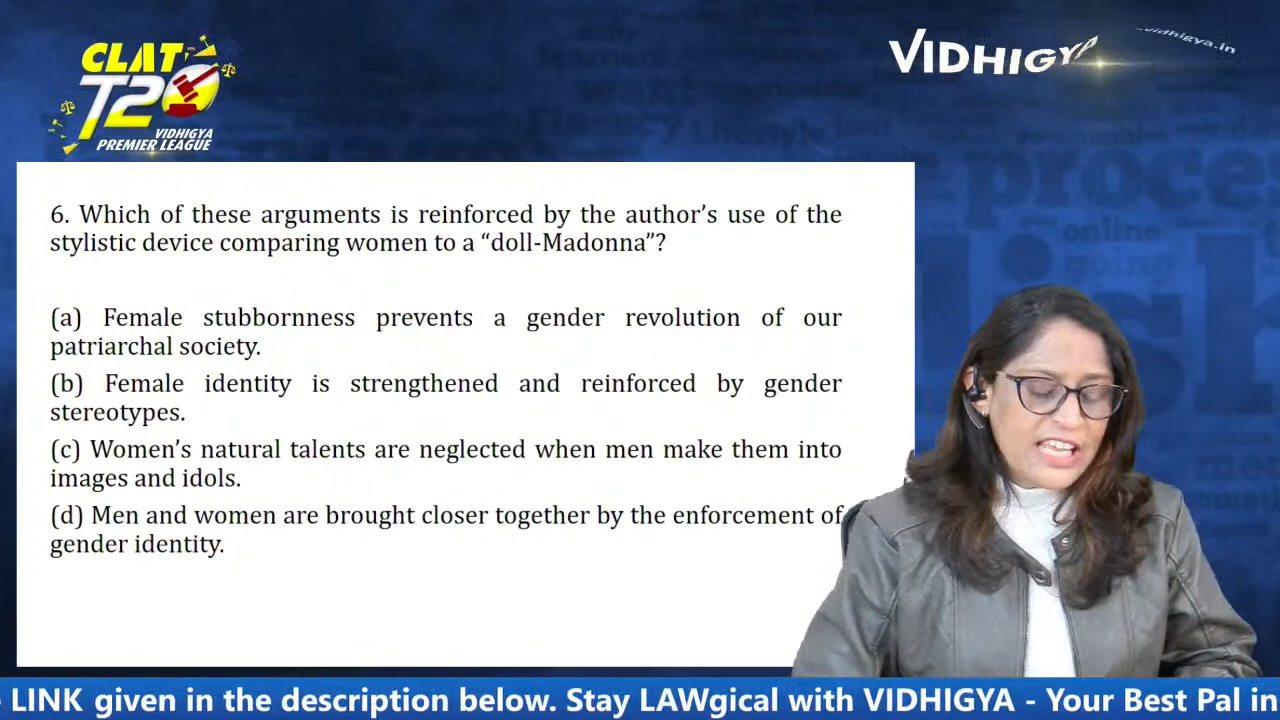 CLAT
T20
VIDHIGYA
PREMIER LEAGUE
VIDHIGYA
vidhigya.in
6. Which of these arguments is reinforced by the author’s use of the
stylistic device comparing women to a “doll-Madonna”?
(a) Female stubbornness prevents a gender revolution of our
patriarchal society.
(b) Female identity is strengthened and reinforced by gender
stereotypes.
(c) Women’s natural talents are neglected when men make them into
images and idols.
(d) Men and women are brought closer together by the enforcement of
gender identity.
online
going
LINK given in the description below. Stay LAWgical with VIDHIGYA - Your Best Pal in